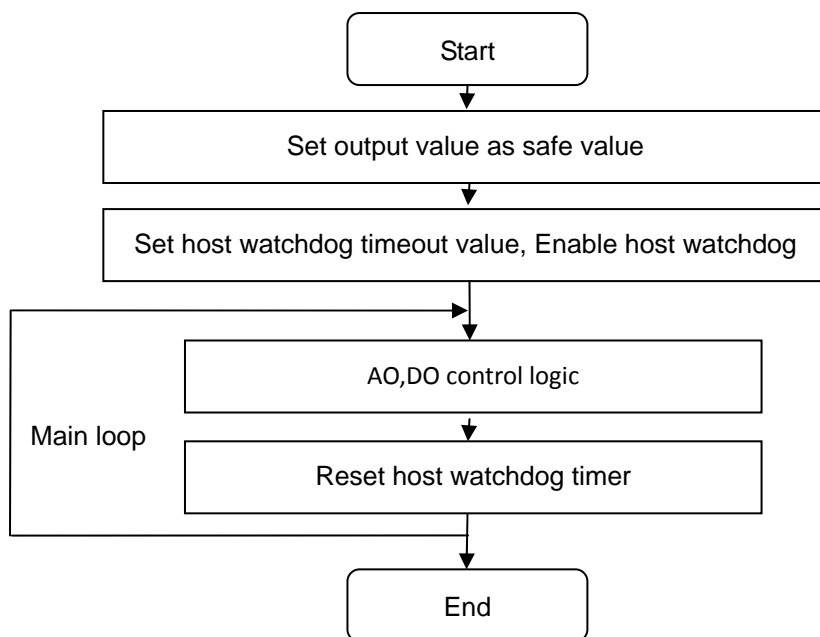 Start
Set output value as safe value
Set host watchdog timeout value, Enable host watchdog
AO,DO control logic
Main loop
Reset host watchdog timer
End